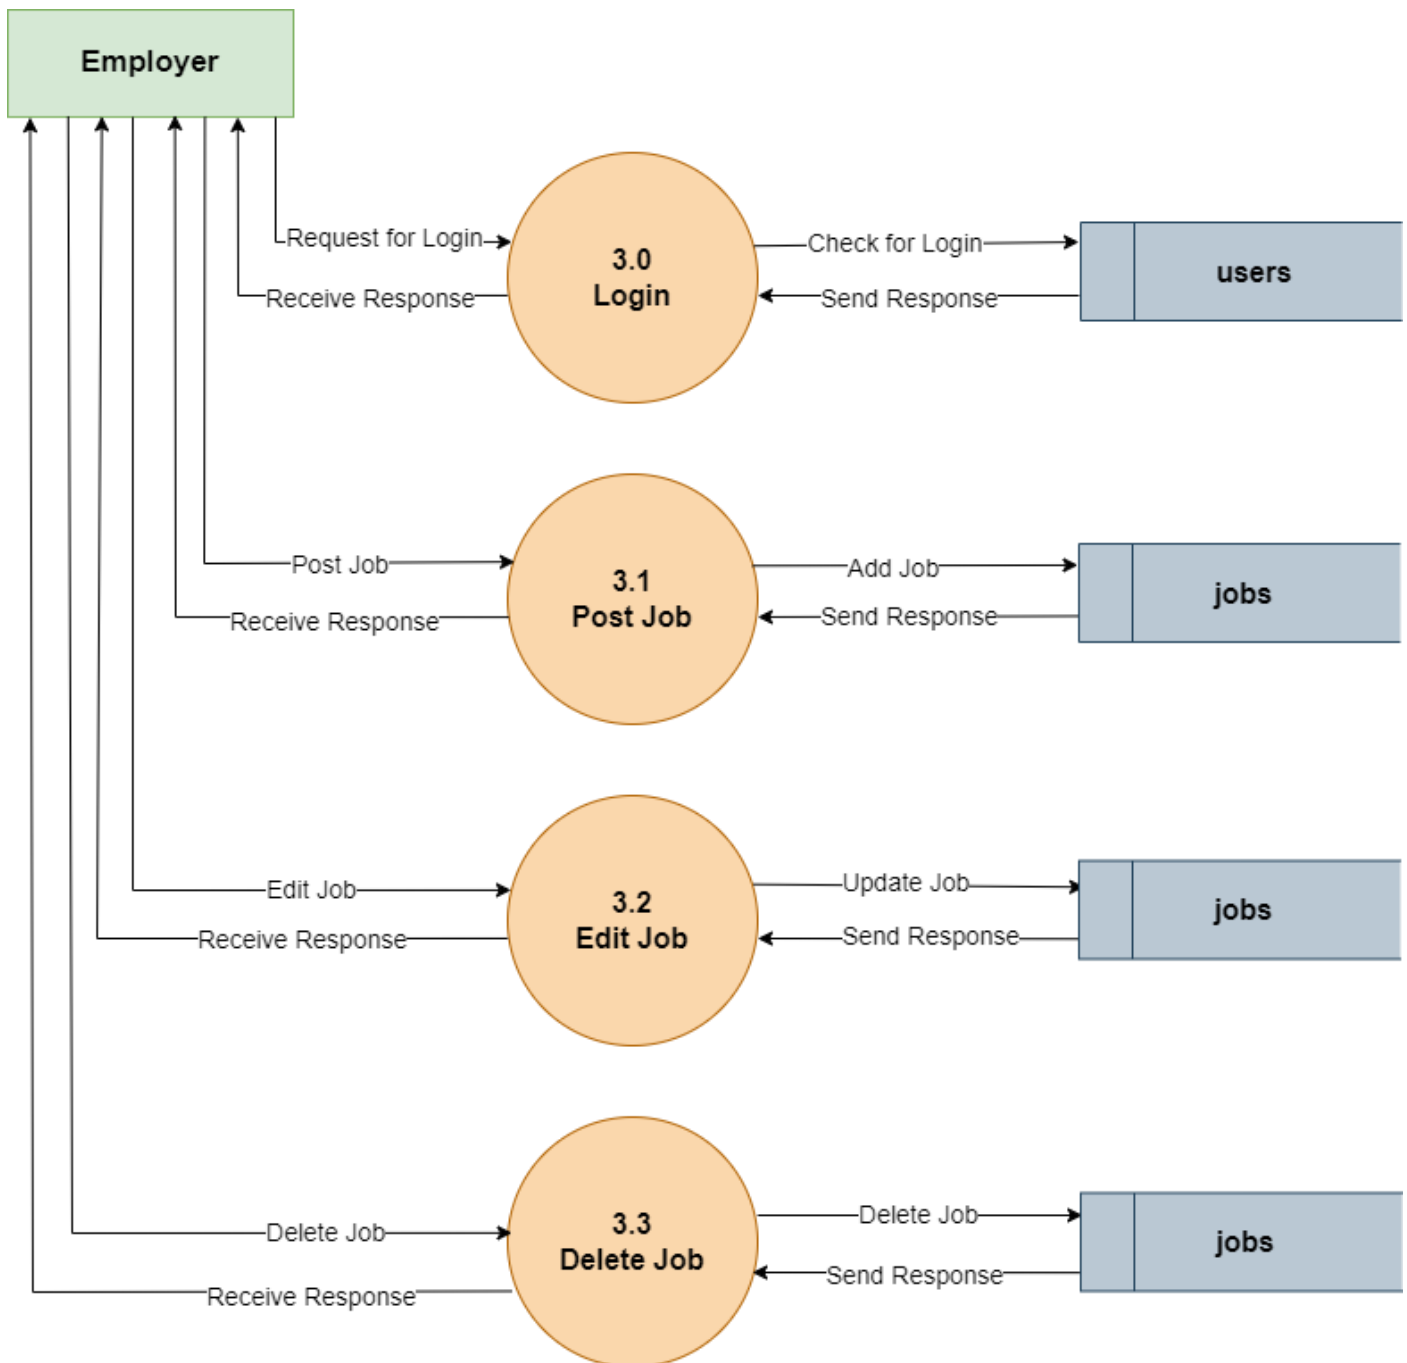 Employer
Request for Login
3.0
Login
Check for Login
users
Receive Response
Send Response
Post Job
3.1
Post Job
Add Job
jobs
Receive Response
Send Response
Edit Job
3.2
Edit Job
Update Job
jobs
Receive Response
Send Response
Delete Job
3.3
Delete Job
Delete Job
jobs
Receive Response
Send Response